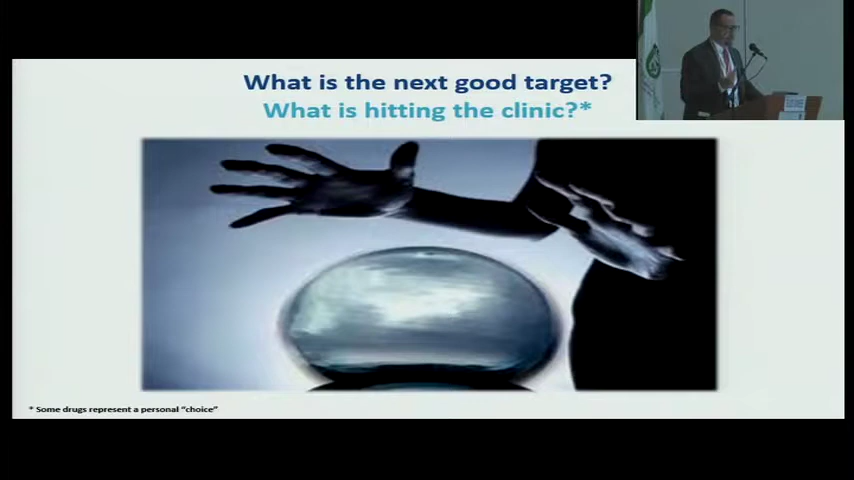 What is the next good target?
What is hitting the clinic?*
* Some drugs represent a personal "choice"